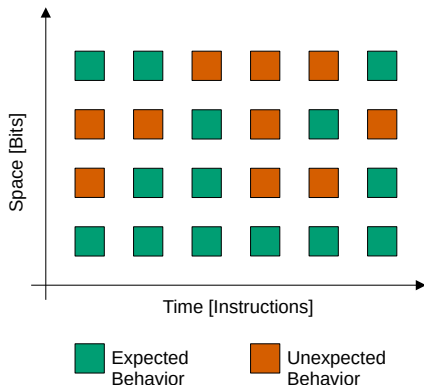 Space [Bits]
Time [Instructions]
Expected
Behavior
Unexpected
Behavior